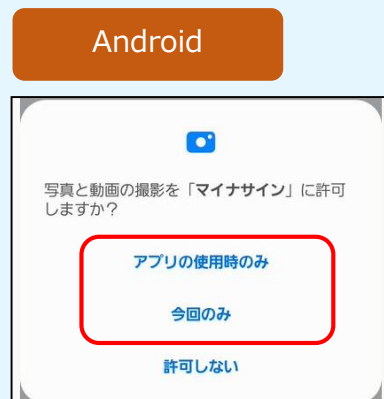 Android
写真と動画の撮影を「マイナサイン」に許可
しますか？
アプリの使用時のみ
今回のみ
許可しない